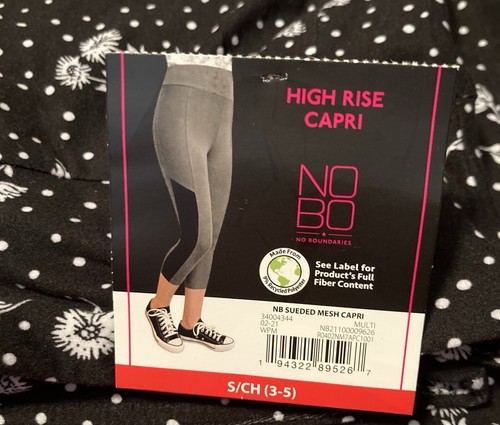 HIGH RISE
CAPRI
NO
BO
NO BOUNDARIES
Made From
Recycled Polyester
See Label for
Product's Full
Fiber Content
NB SUEDED MESH CAPRI
34004344 MULTI
02-21 NB21100009626
WPM R0402NM7APC1001
1 94322 89526 7
S/CH (3-5)